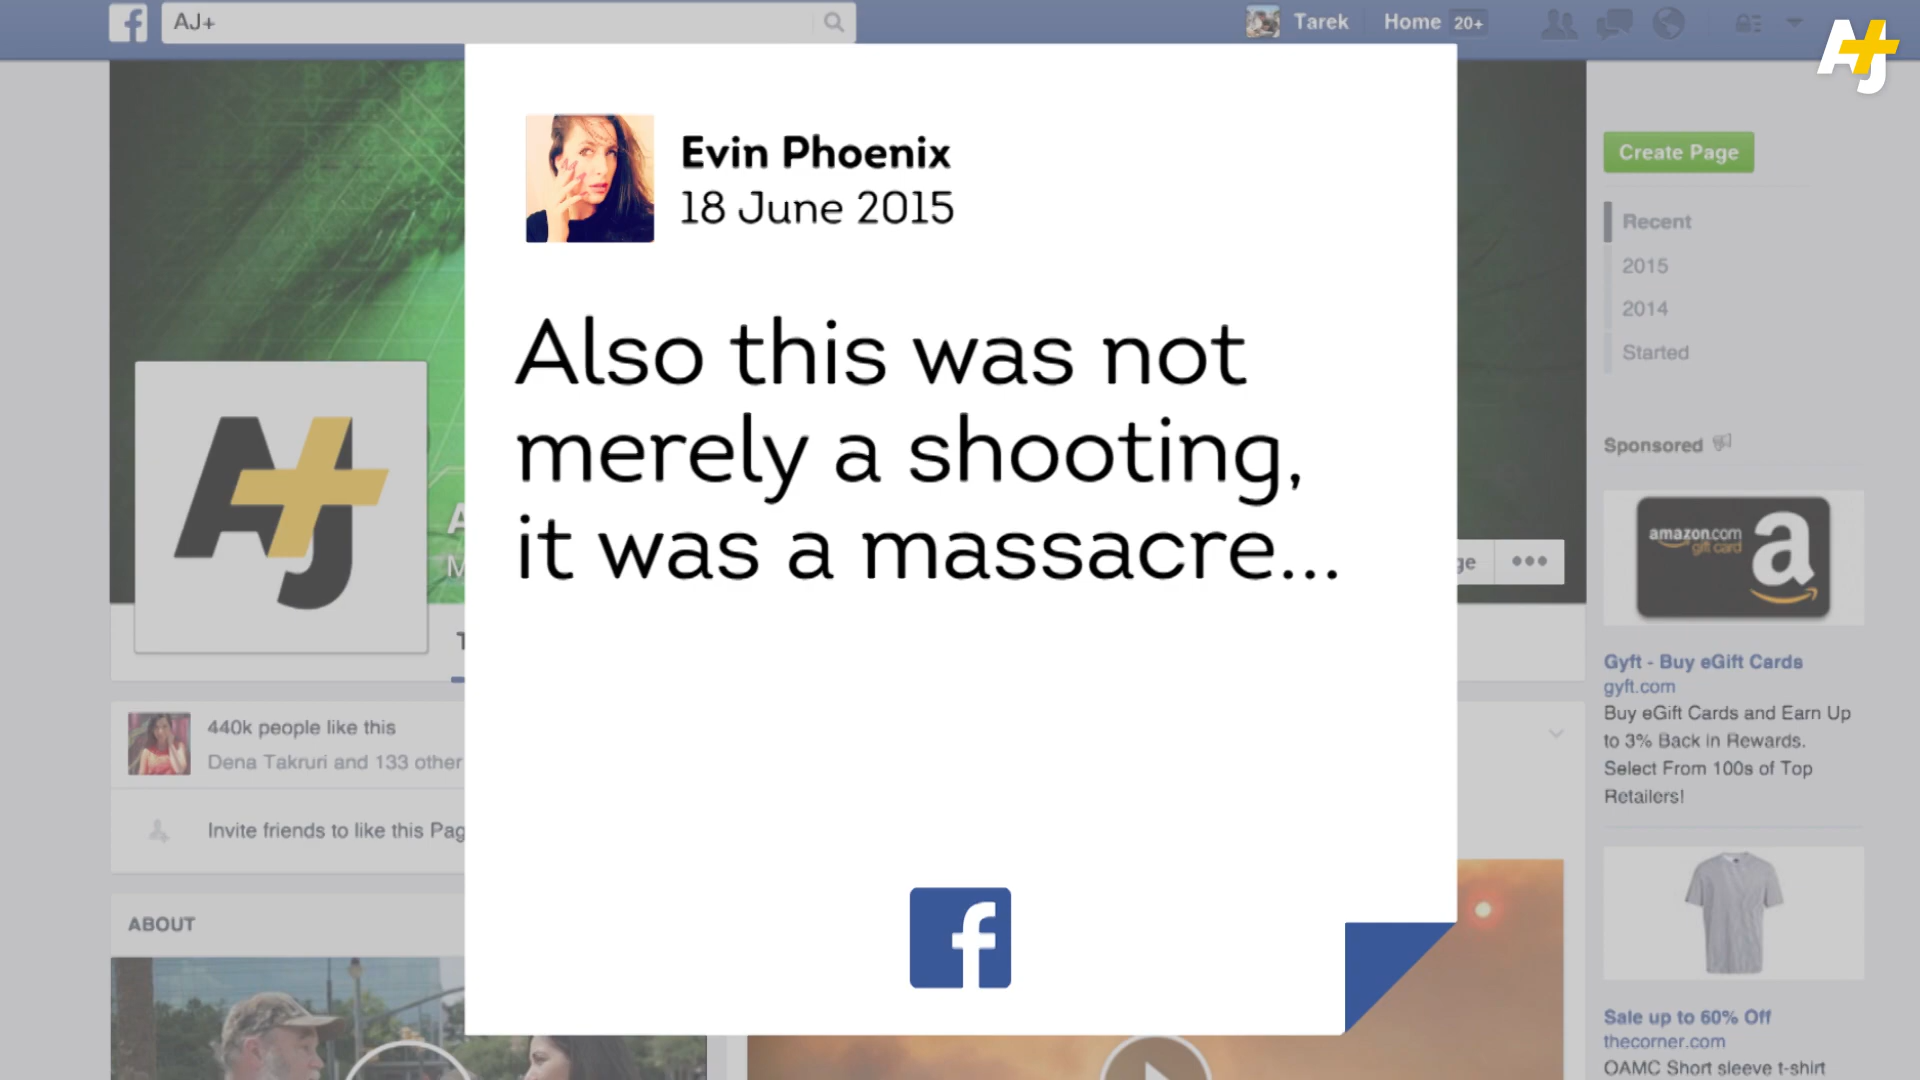 AJ+
Tarek
Home 20+
AJ+
Evin Phoenix
18 June 2015
Also this was not
merely a shooting,
it was a massacre...
Create Page
Recent
2015
2014
Started
Sponsored
amazon.com
gift card
a
Gyft - Buy eGift Cards
gyft.com
Buy eGift Cards and Earn Up
to 3% Back in Rewards.
Select From 100s of Top
Retailers!
Sale up to 60% Off
thecorner.com
OAMC Short sleeve t-shirt
AJ+
440k people like this
Dena Takruri and 133 other
Invite friends to like this Pag
ABOUT